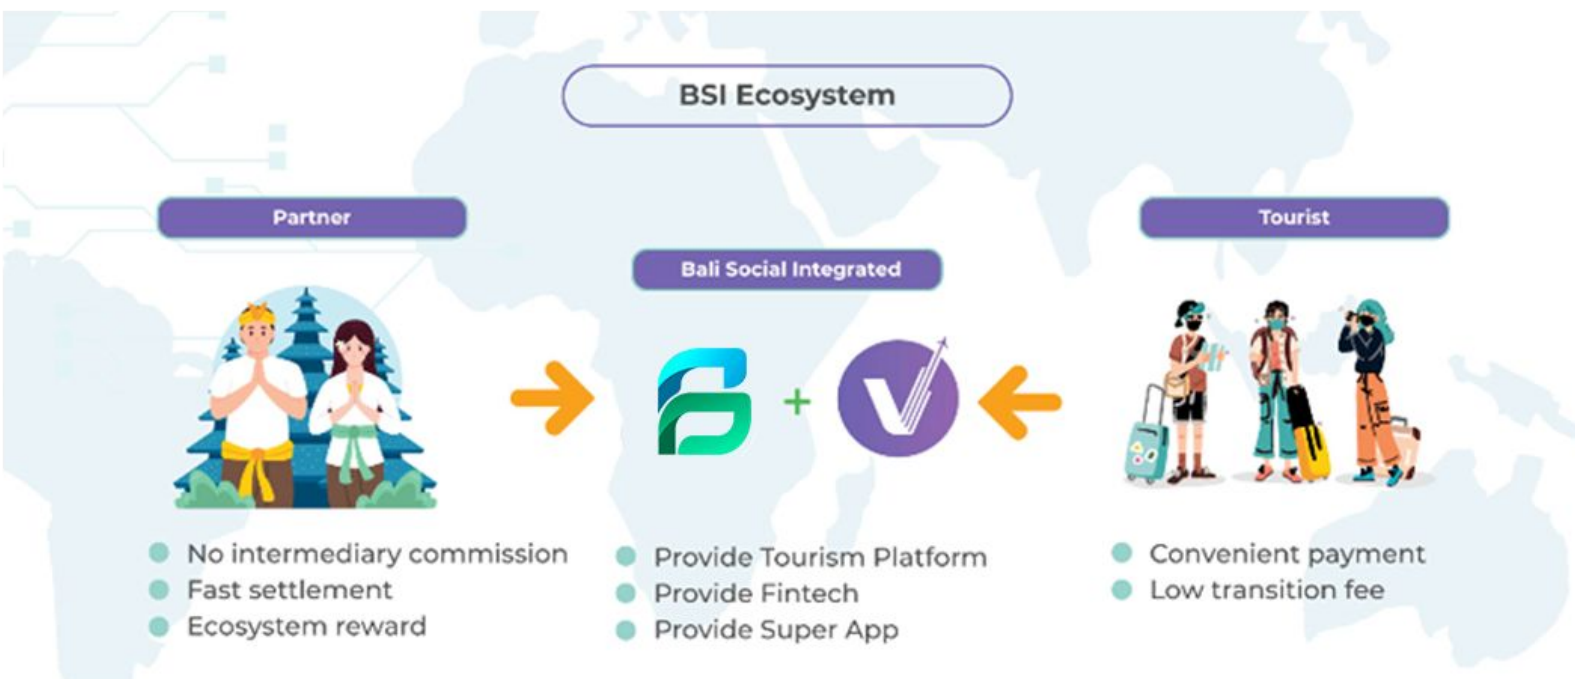 BSI Ecosystem
Partner
Bali Social Integrated
Tourist
No intermediary commission
Fast settlement
Ecosystem reward
Provide Tourism Platform
Provide Fintech
Provide Super App
Convenient payment
Low transition fee